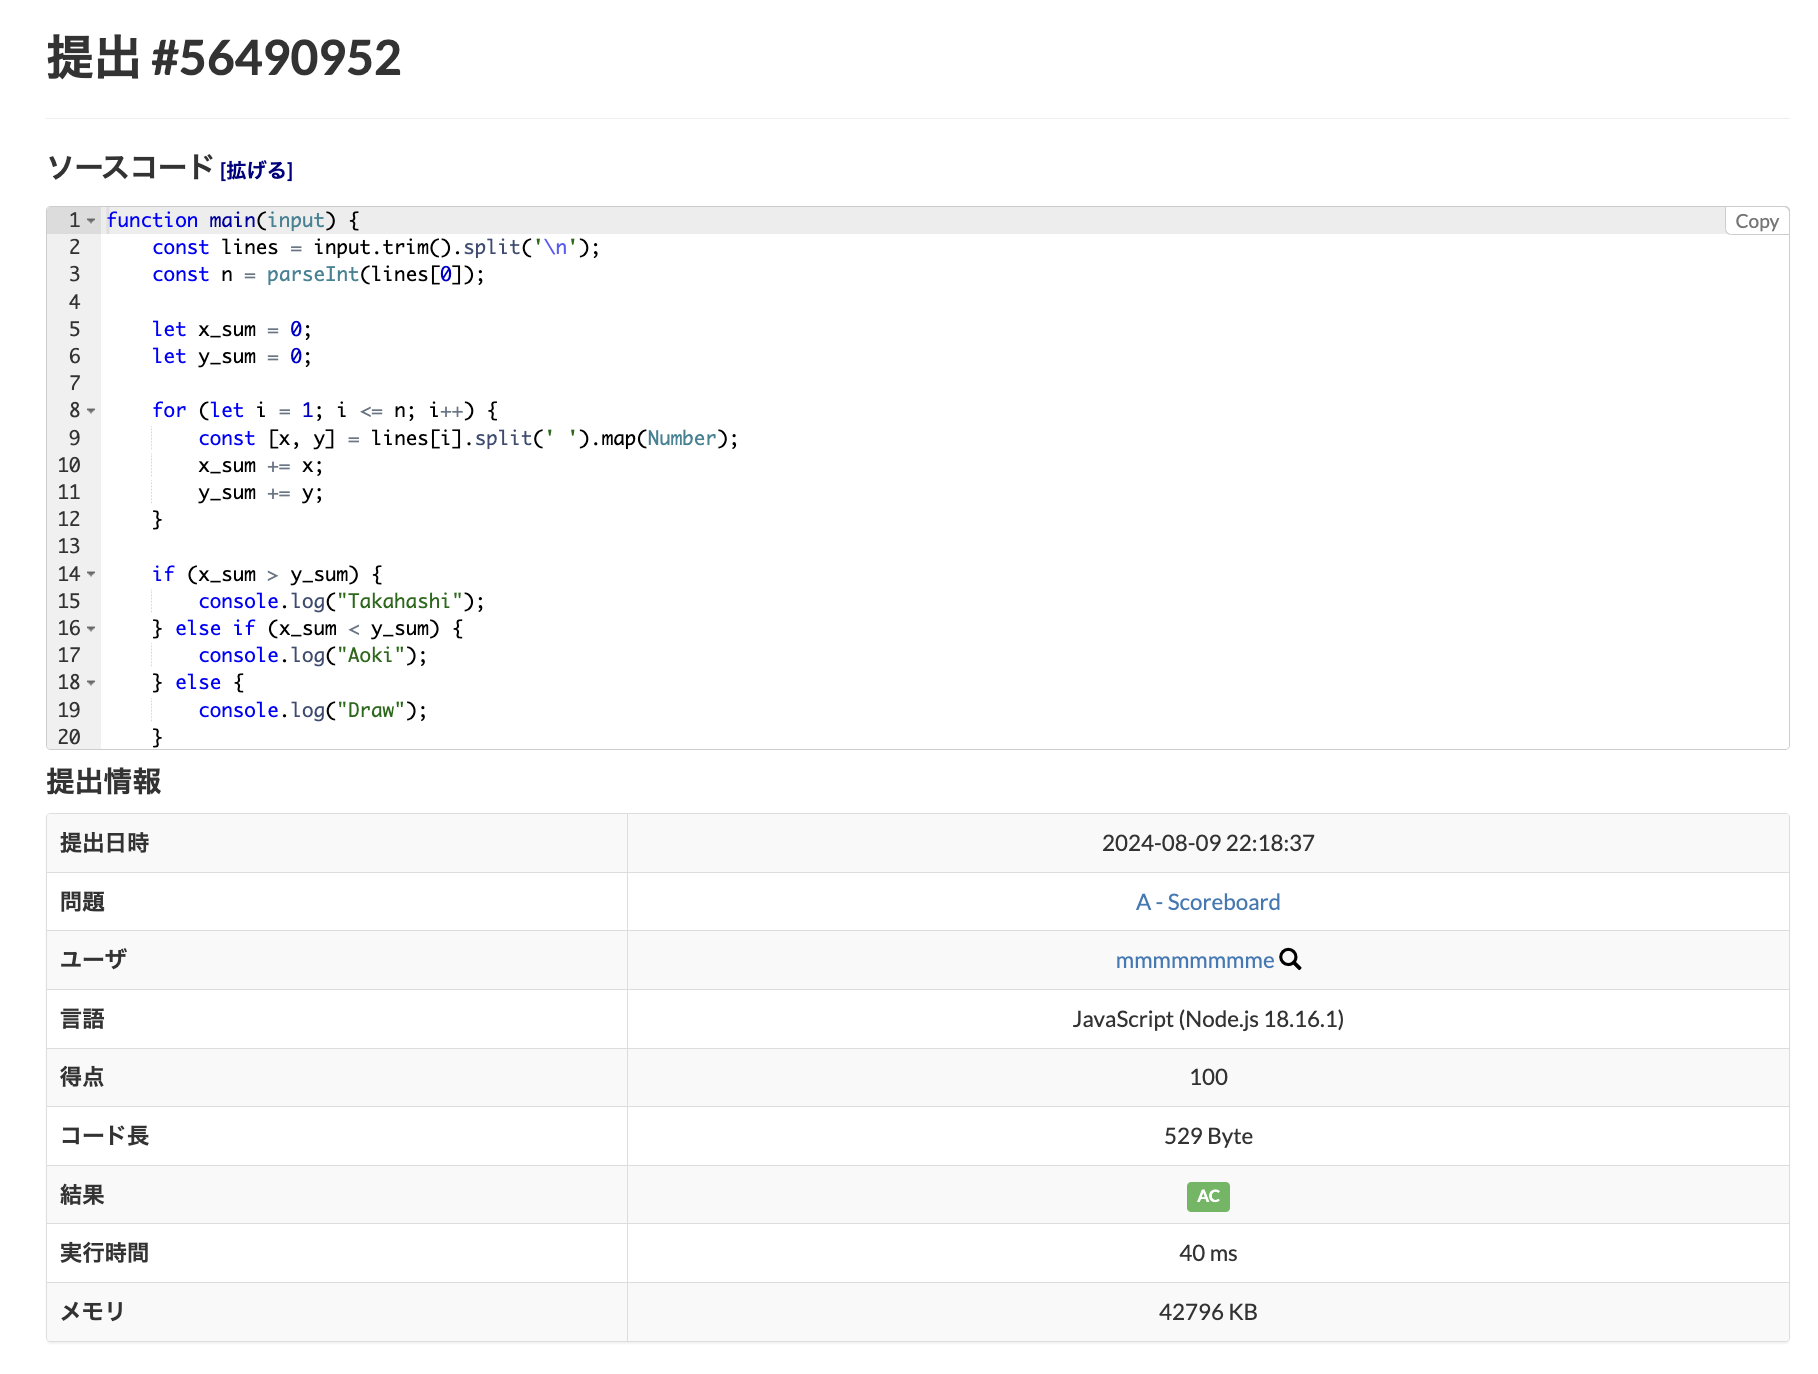 提出 #56490952
ソースコード [拡げる]
Copy
1 function main(input) {
2     const lines = input.trim().split('\n');
3     const n = parseInt(lines[0]);
4
5     let x_sum = 0;
6     let y_sum = 0;
7
8     for (let i = 1; i <= n; i++) {
9         const [x, y] = lines[i].split(' ').map(Number);
10         x_sum += x;
11         y_sum += y;
12     }
13
14     if (x_sum > y_sum) {
15         console.log("Takahashi");
16     } else if (x_sum < y_sum) {
17         console.log("Aoki");
18     } else {
19         console.log("Draw");
20     }
提出情報
提出日時 2024-08-09 22:18:37
問題 A - Scoreboard
ユーザ mmmmmmmmme
言語 JavaScript (Node.js 18.16.1)
得点 100
コード長 529 Byte
結果 AC
実行時間 40 ms
メモリ 42796 KB